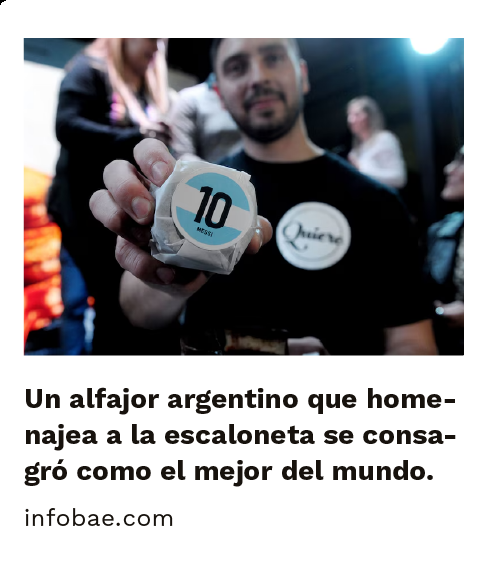 10
MESSI
Quiero
Un alfajor argentino que home-
najea a la escaloneta se consa-
gró como el mejor del mundo.
infobae.com